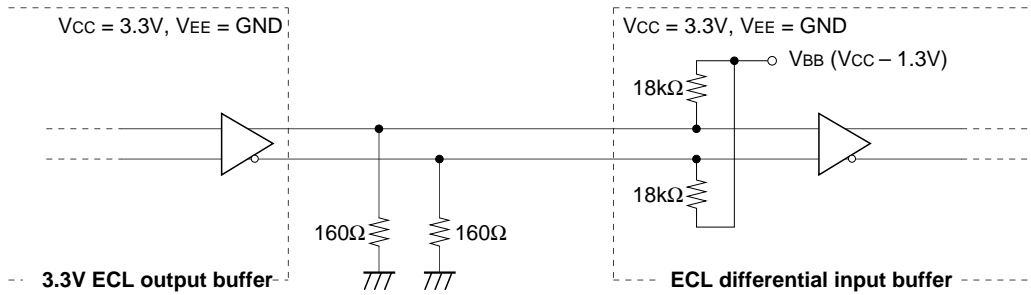 VCC = 3.3V, VEE = GND
VCC = 3.3V, VEE = GND
VBB (VCC – 1.3V)
18kΩ
18kΩ
160Ω
160Ω
3.3V ECL output buffer
ECL differential input buffer